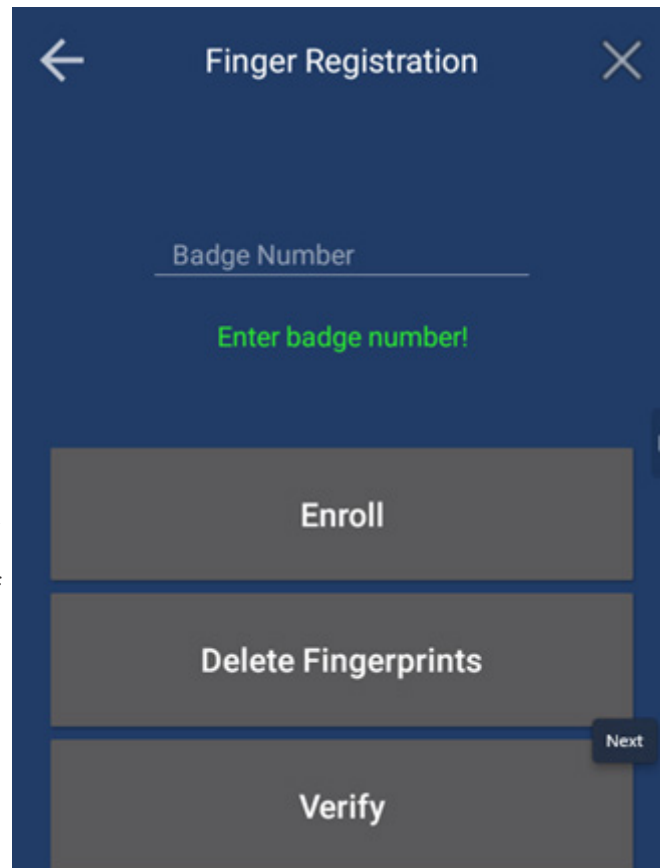 Finger Registration
Badge Number
Enter badge number!
Enroll
Delete Fingerprints
Next
Verify